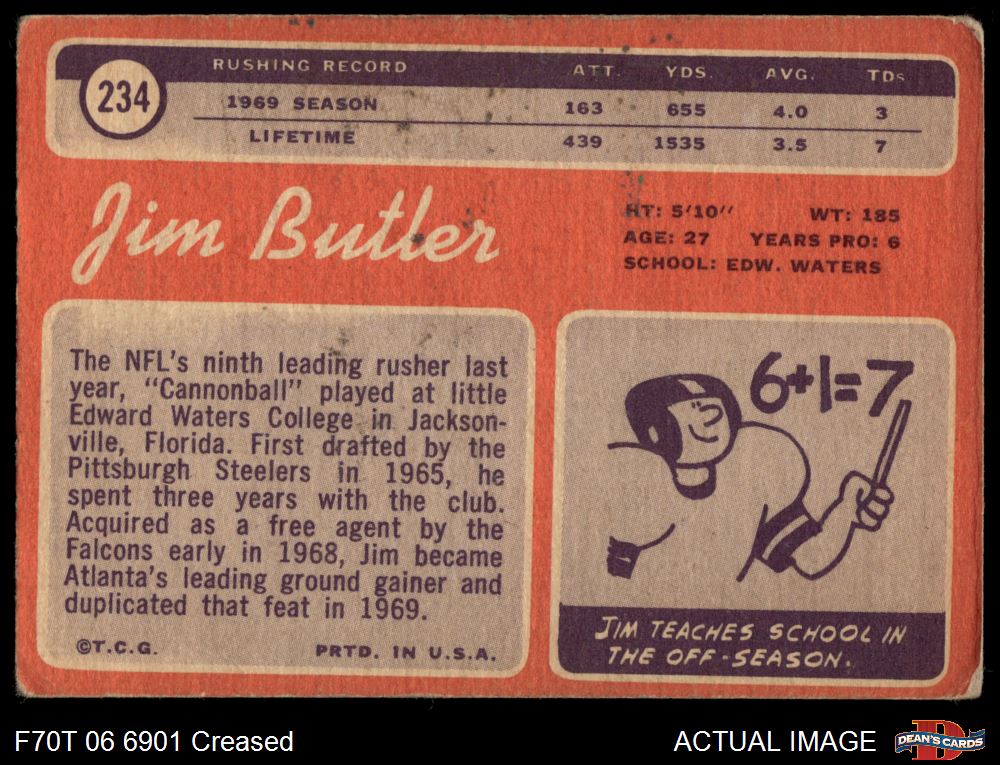 234
RUSHING RECORD ATT. YDS. AVG. TDs
1969 SEASON 163 655 4.0 3
LIFETIME 439 1535 3.5 7
Jim Butler
HT: 5'10" WT: 185
AGE: 27 YEARS PRO: 6
SCHOOL: EDW. WATERS
The NFL's ninth leading rusher last
year, "Cannonball" played at little
Edward Waters College in Jackson-
ville, Florida. First drafted by the
Pittsburgh Steelers in 1965, he
spent three years with the club.
Acquired as a free agent by the
Falcons early in 1968, Jim became
Atlanta's leading ground gainer and
duplicated that feat in 1969.
©T.C.G. PRTD. IN U.S.A.
6+1=7
JIM TEACHES SCHOOL IN
THE OFF-SEASON.
F70T 06 6901 Creased
ACTUAL IMAGE
D
DEAN'S CARDS